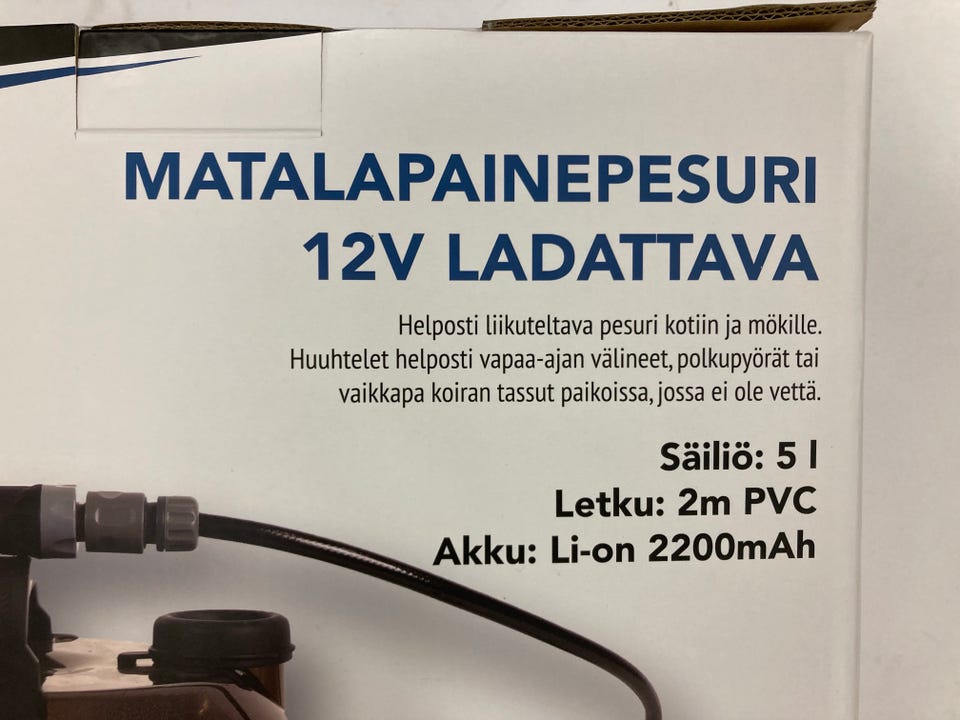 MATALAPAINEPESURI
12V LADATTAVA
Helposti liikuteltava pesuri kotiin ja mökille.
Huuhtelet helposti vapaa-ajan välineet, polkupyörät tai
vaikkapa koiran tassut paikoissa, jossa ei ole vettä.
Säiliö: 5 l
Letku: 2m PVC
Akku: Li-on 2200mAh